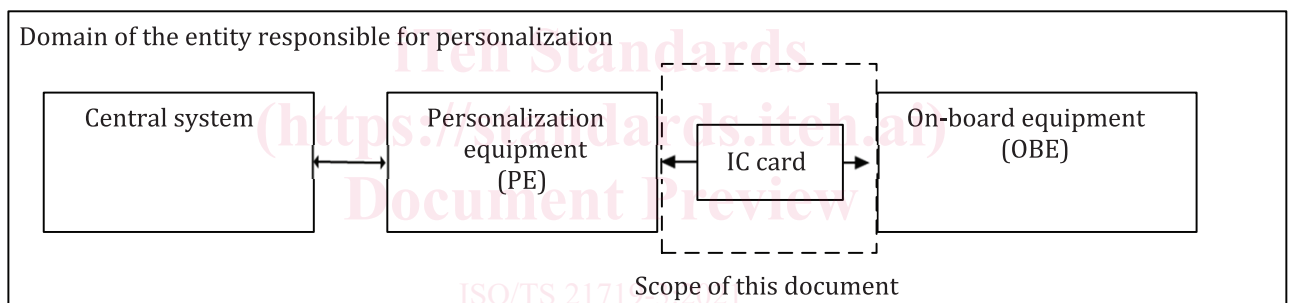 Domain of the entity responsible for personalization
iTeh Standards
Central system
Personalization
equipment
(PE)
IC card
On-board equipment
(OBE)
(https://standards.iteh.ai)
Document Preview
Scope of this document